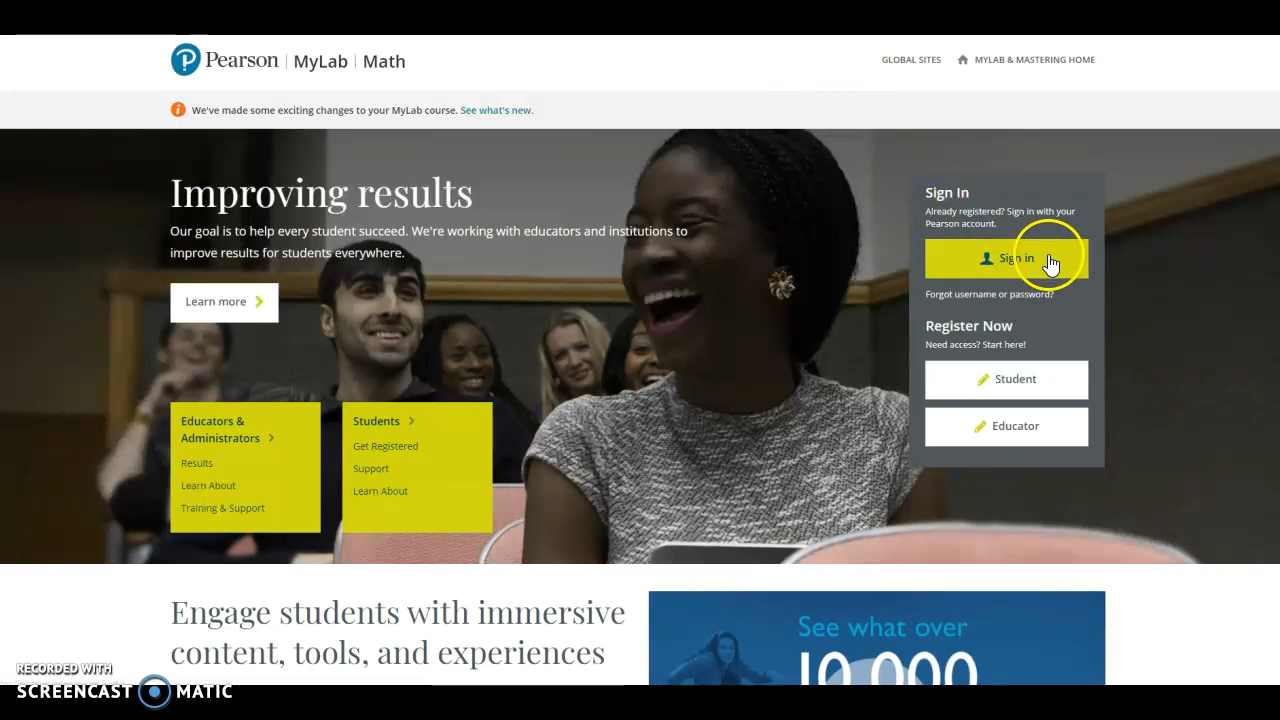 Pearson | MyLab | Math
GLOBAL SITES
MYLAB & MASTERING HOME
We've made some exciting changes to your MyLab course. See what's new.
Improving results
Our goal is to help every student succeed. We're working with educators and institutions to
improve results for students everywhere.
Learn more
Educators &
Administrators
Results
Learn About
Training & Support
Students
Get Registered
Support
Learn About
Sign In
Already registered? Sign in with your
Pearson account.
Sign in
Forgot username or password?
Register Now
Need access? Start here!
Student
Educator
Engage students with immersive
content, tools, and experiences
See what over
10,000
RECORDED WITH
SCREENCAST MATIC